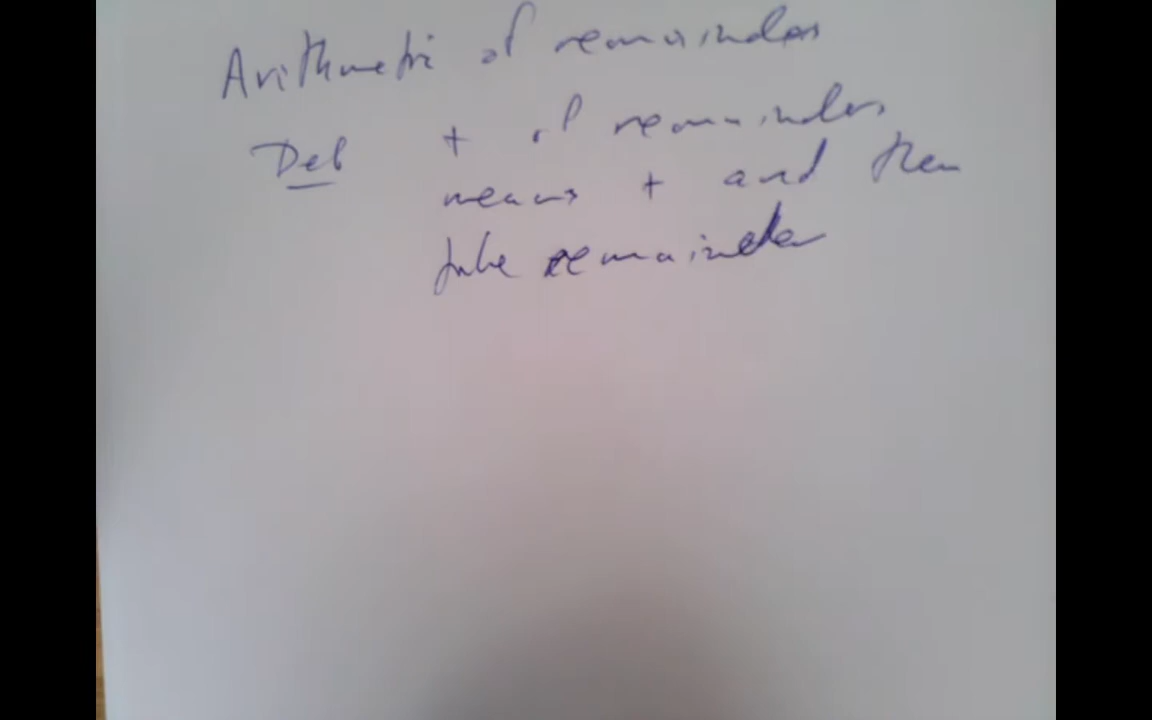 Arithmetic of remainders
Def + of remainders
means + and then
take remainder